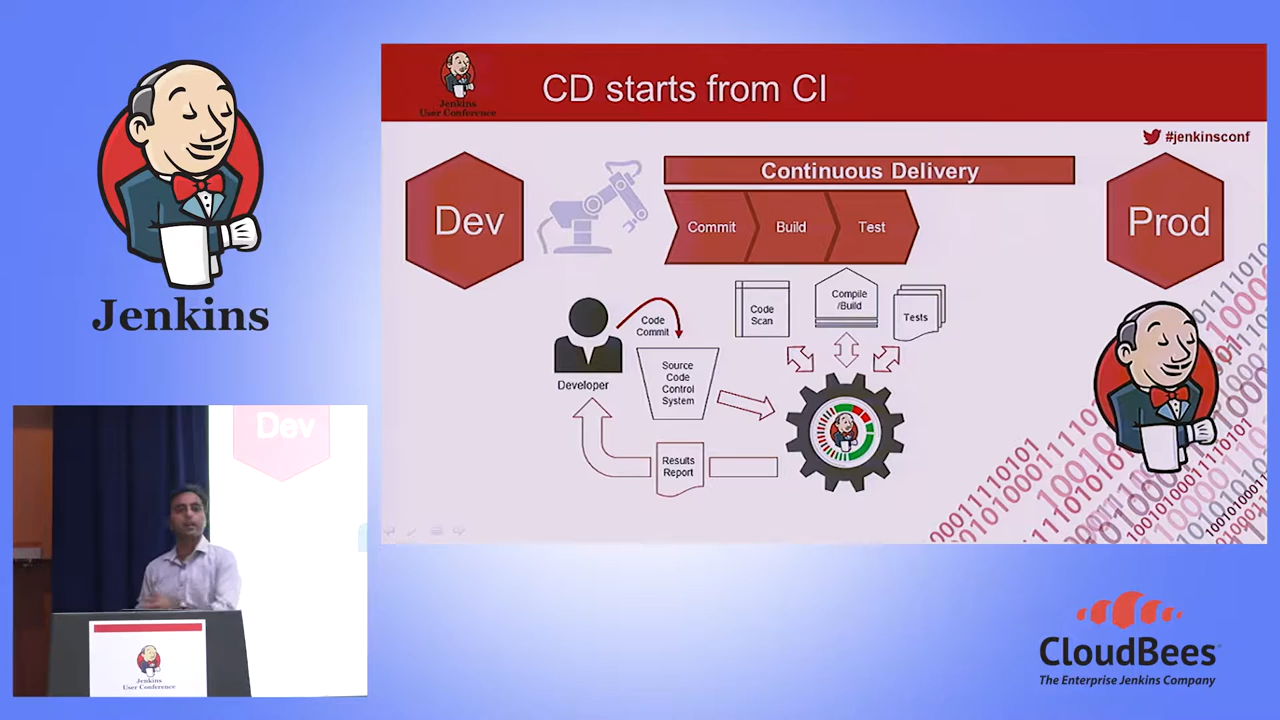 Jenkins
Jenkins
User Conference
CD starts from CI
#jenkinsconf
Dev
Continuous Delivery
Commit
Build
Test
Prod
Code
Scan
Compile
/Build
Tests
Code
Commit
Developer
Source
Code
Control
System
Results
Report
Dev
Jenkins
User Conference
CloudBees
The Enterprise Jenkins Company